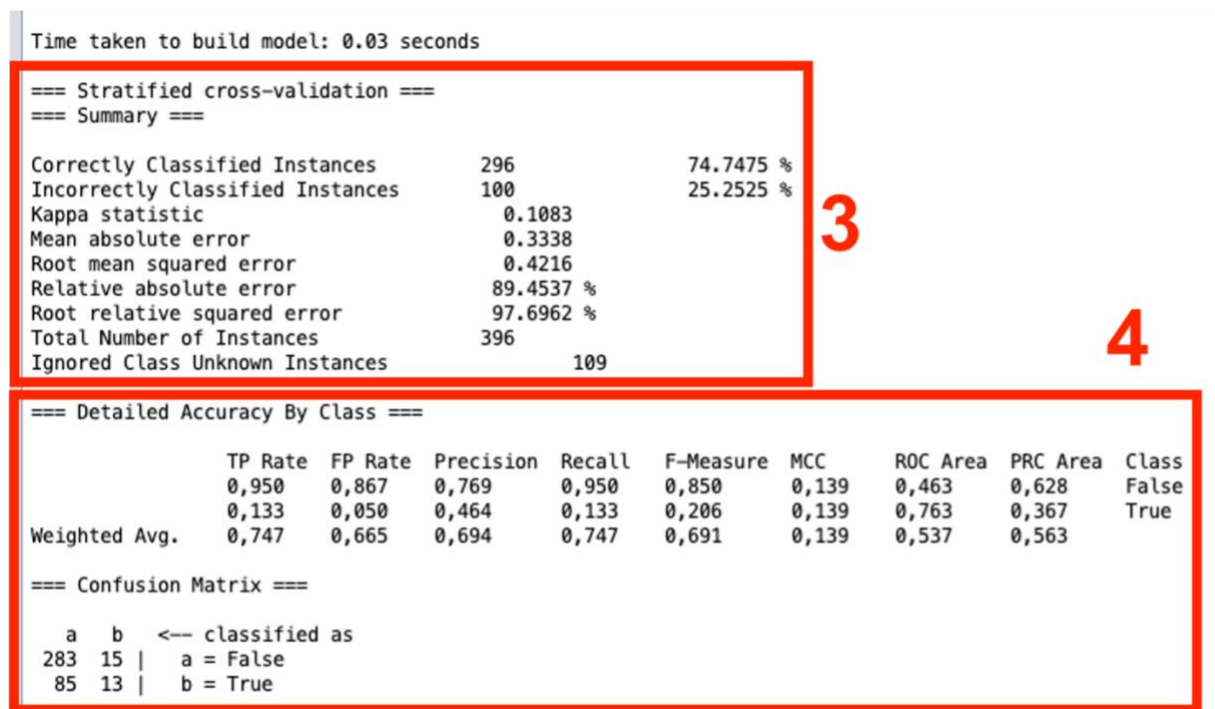 Time taken to build model: 0.03 seconds
=== Stratified cross-validation ===
=== Summary ===
Correctly Classified Instances 296 74.7475 %
Incorrectly Classified Instances 100 25.2525 %
Kappa statistic 0.1083
Mean absolute error 0.3338
Root mean squared error 0.4216
Relative absolute error 89.4537 %
Root relative squared error 97.6962 %
Total Number of Instances 396
Ignored Class Unknown Instances 109
3
4
=== Detailed Accuracy By Class ===
TP Rate FP Rate Precision Recall F-Measure MCC ROC Area PRC Area Class
0,950 0,867 0,769 0,950 0,850 0,139 0,463 0,628 False
0,133 0,050 0,464 0,133 0,206 0,139 0,763 0,367 True
Weighted Avg. 0,747 0,665 0,694 0,747 0,691 0,139 0,537 0,563
=== Confusion Matrix ===
a b <-- classified as
283 15 | a = False
85 13 | b = True